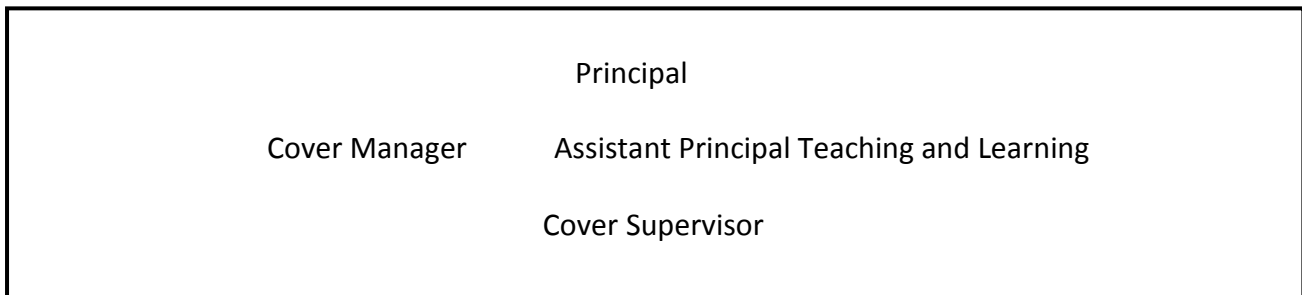 Principal
Cover Manager Assistant Principal Teaching and Learning
Cover Supervisor